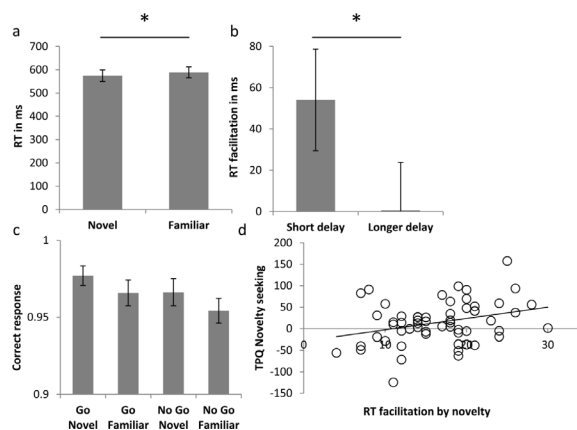 a
*
700
600
500
400
300
200
100
0
RT in ms
Novel Familiar
b
*
80
60
40
20
0
RT facilitation in ms
Short delay Longer delay
c
1
0.95
0.9
Correct response
Go Novel
Go Familiar
No Go Novel
No Go Familiar
d
200
150
100
50
0
-50
-100
-150
TPQ Novelty seeking
0 10 20 30
RT facilitation by novelty